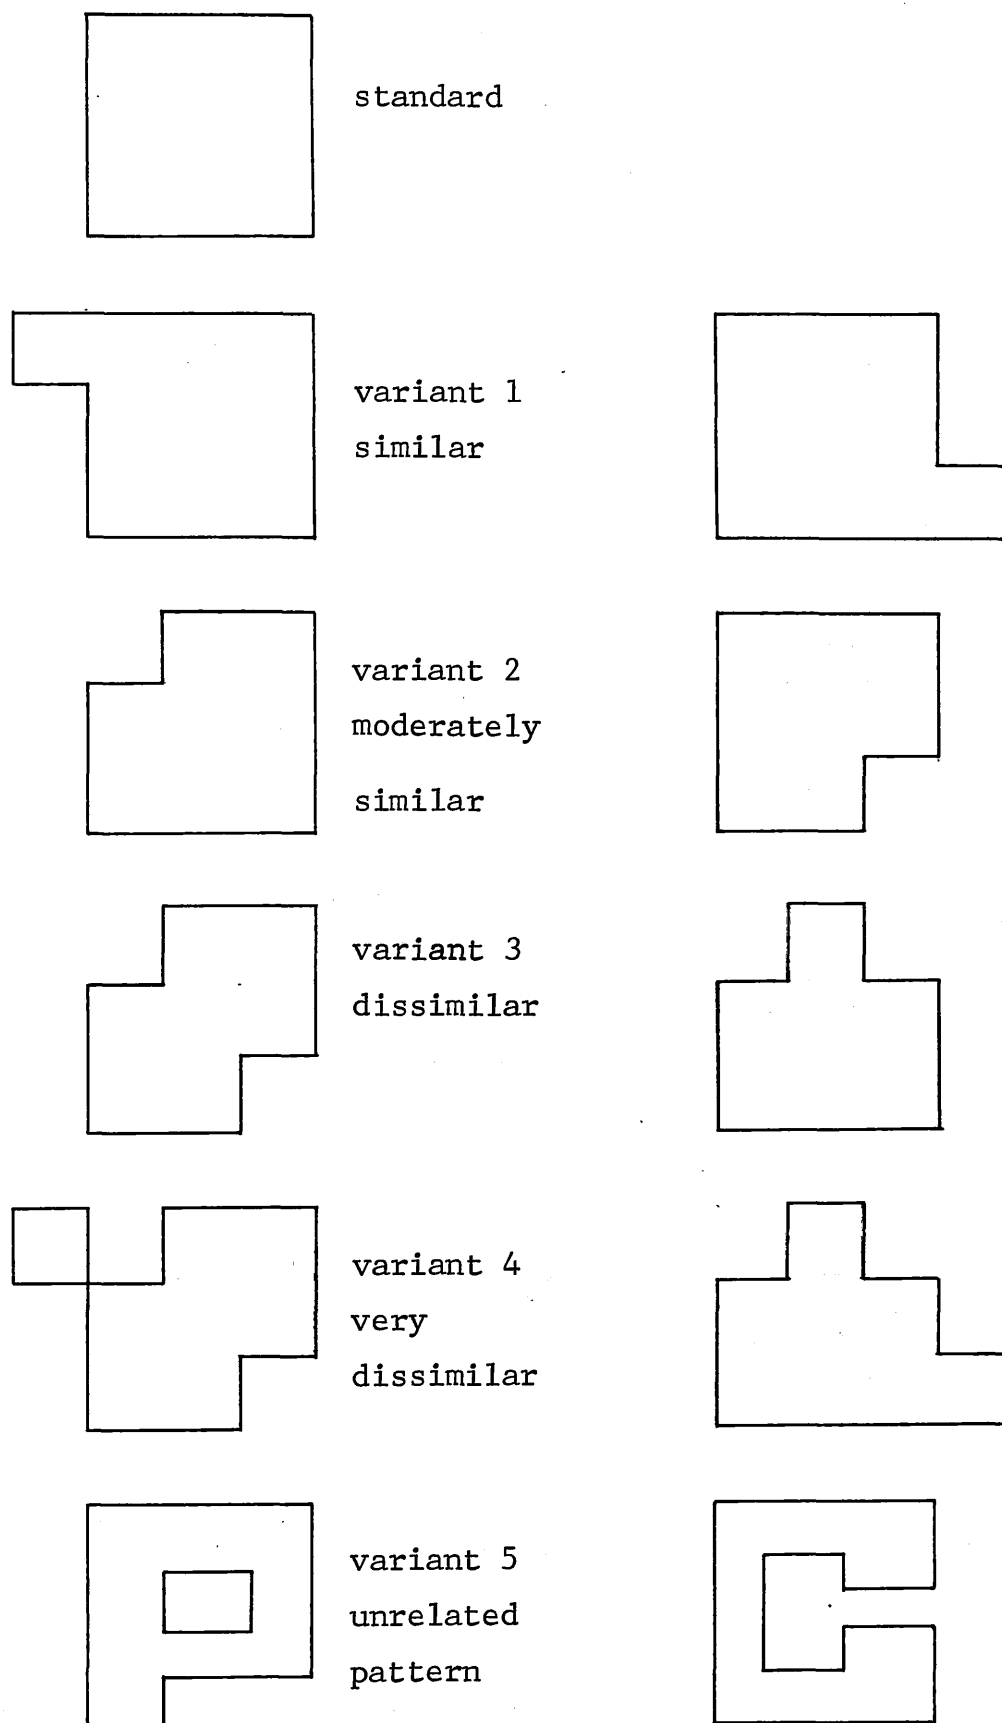 standard
variant 1
similar
variant 2
moderately
similar
variant 3
dissimilar
variant 4
very
dissimilar
variant 5
unrelated
pattern